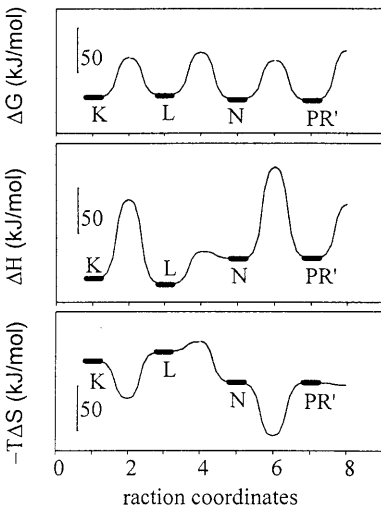 ΔG (kJ/mol)
50
K L N PR'
ΔH (kJ/mol)
50
K L N PR'
–TΔS (kJ/mol)
50
K L N PR'
0 2 4 6 8
raction coordinates